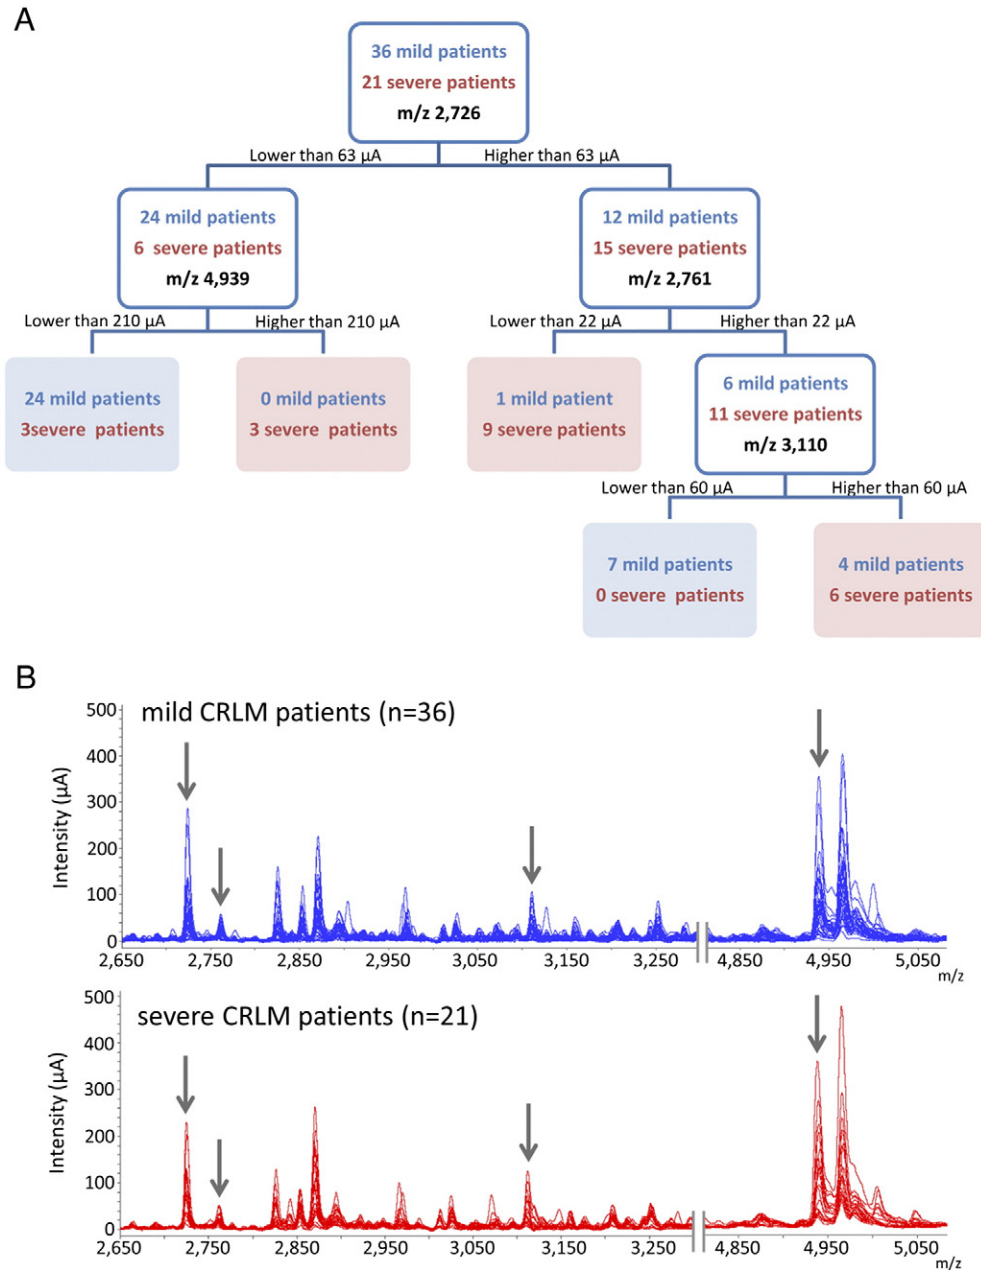 A
36 mild patients
21 severe patients
m/z 2,726
Lower than 63 µA
Higher than 63 µA
24 mild patients
6 severe patients
m/z 4,939
12 mild patients
15 severe patients
m/z 2,761
Lower than 210 µA
Higher than 210 µA
Lower than 22 µA
Higher than 22 µA
24 mild patients
3severe patients
0 mild patients
3 severe patients
1 mild patient
9 severe patients
6 mild patients
11 severe patients
m/z 3,110
Lower than 60 µA
Higher than 60 µA
7 mild patients
0 severe patients
4 mild patients
6 severe patients
B
mild CRLM patients (n=36)
Intensity (µA)
500
400
300
200
100
0
2,650 2,750 2,850 2,950 3,050 3,150 3,250 4,850 4,950 5,050
m/z
severe CRLM patients (n=21)
Intensity (µA)
500
400
300
200
100
0
2,650 2,750 2,850 2,950 3,050 3,150 3,250 4,850 4,950 5,050
m/z